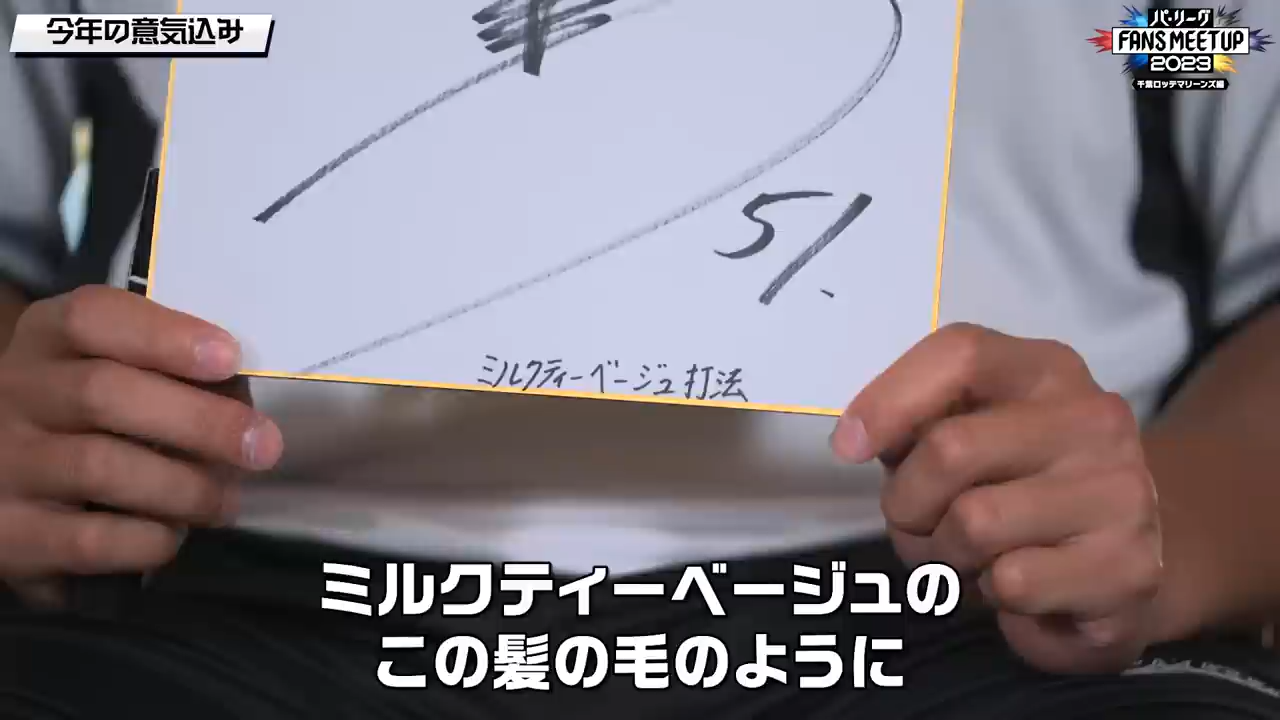 今年の意気込み
パ・リーグ
FANS MEETUP
2023
千葉ロッテマリーンズ編
51.
ミルクティーベージュ打法
ミルクティーベージュの
この髪の毛のように